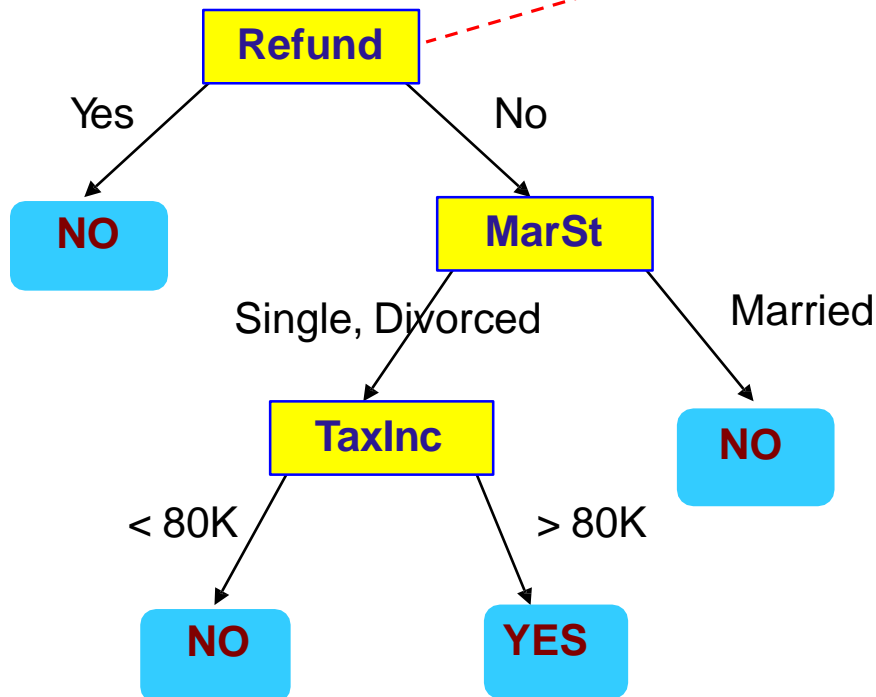 Refund
Yes
No
NO
MarSt
Single, Divorced
Married
TaxInc
NO
< 80K
> 80K
NO
YES